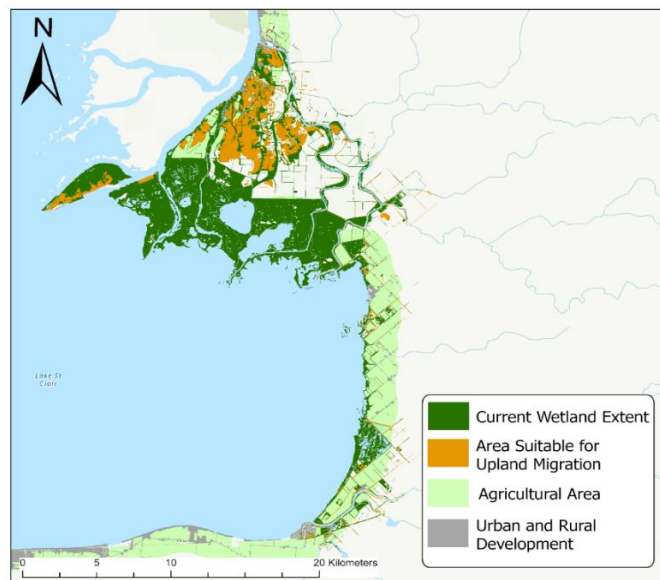 N
Lake St
Clair
Current Wetland Extent
Area Suitable for
Upland Migration
Agricultural Area
Urban and Rural
Development
0 5 10 20 Kilometers